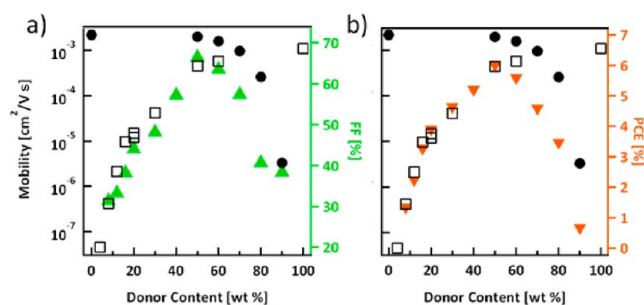 a)
Mobility [cm²/V s]
10⁻³
10⁻⁴
10⁻⁵
10⁻⁶
10⁻⁷
70
60
50
40
30
20
FF [%]
0 20 40 60 80 100
Donor Content [wt %]
b)
7
6
5
4
3
2
1
0
PCE [%]
0 20 40 60 80 100
Donor Content [wt %]